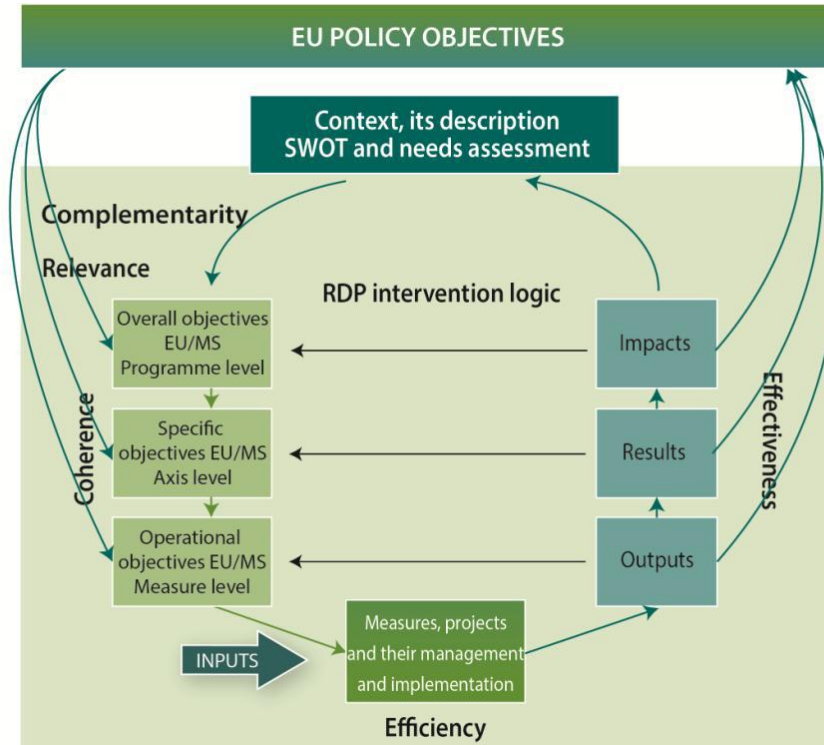 EU POLICY OBJECTIVES
Context, its description
SWOT and needs assessment
Complementarity
Relevance
RDP intervention logic
Overall objectives
EU/MS
Programme level
Impacts
Coherence
Effectiveness
Specific
objectives EU/MS
Axis level
Results
Operational
objectives EU/MS
Measure level
Outputs
INPUTS
Measures, projects
and their management
and implementation
Efficiency